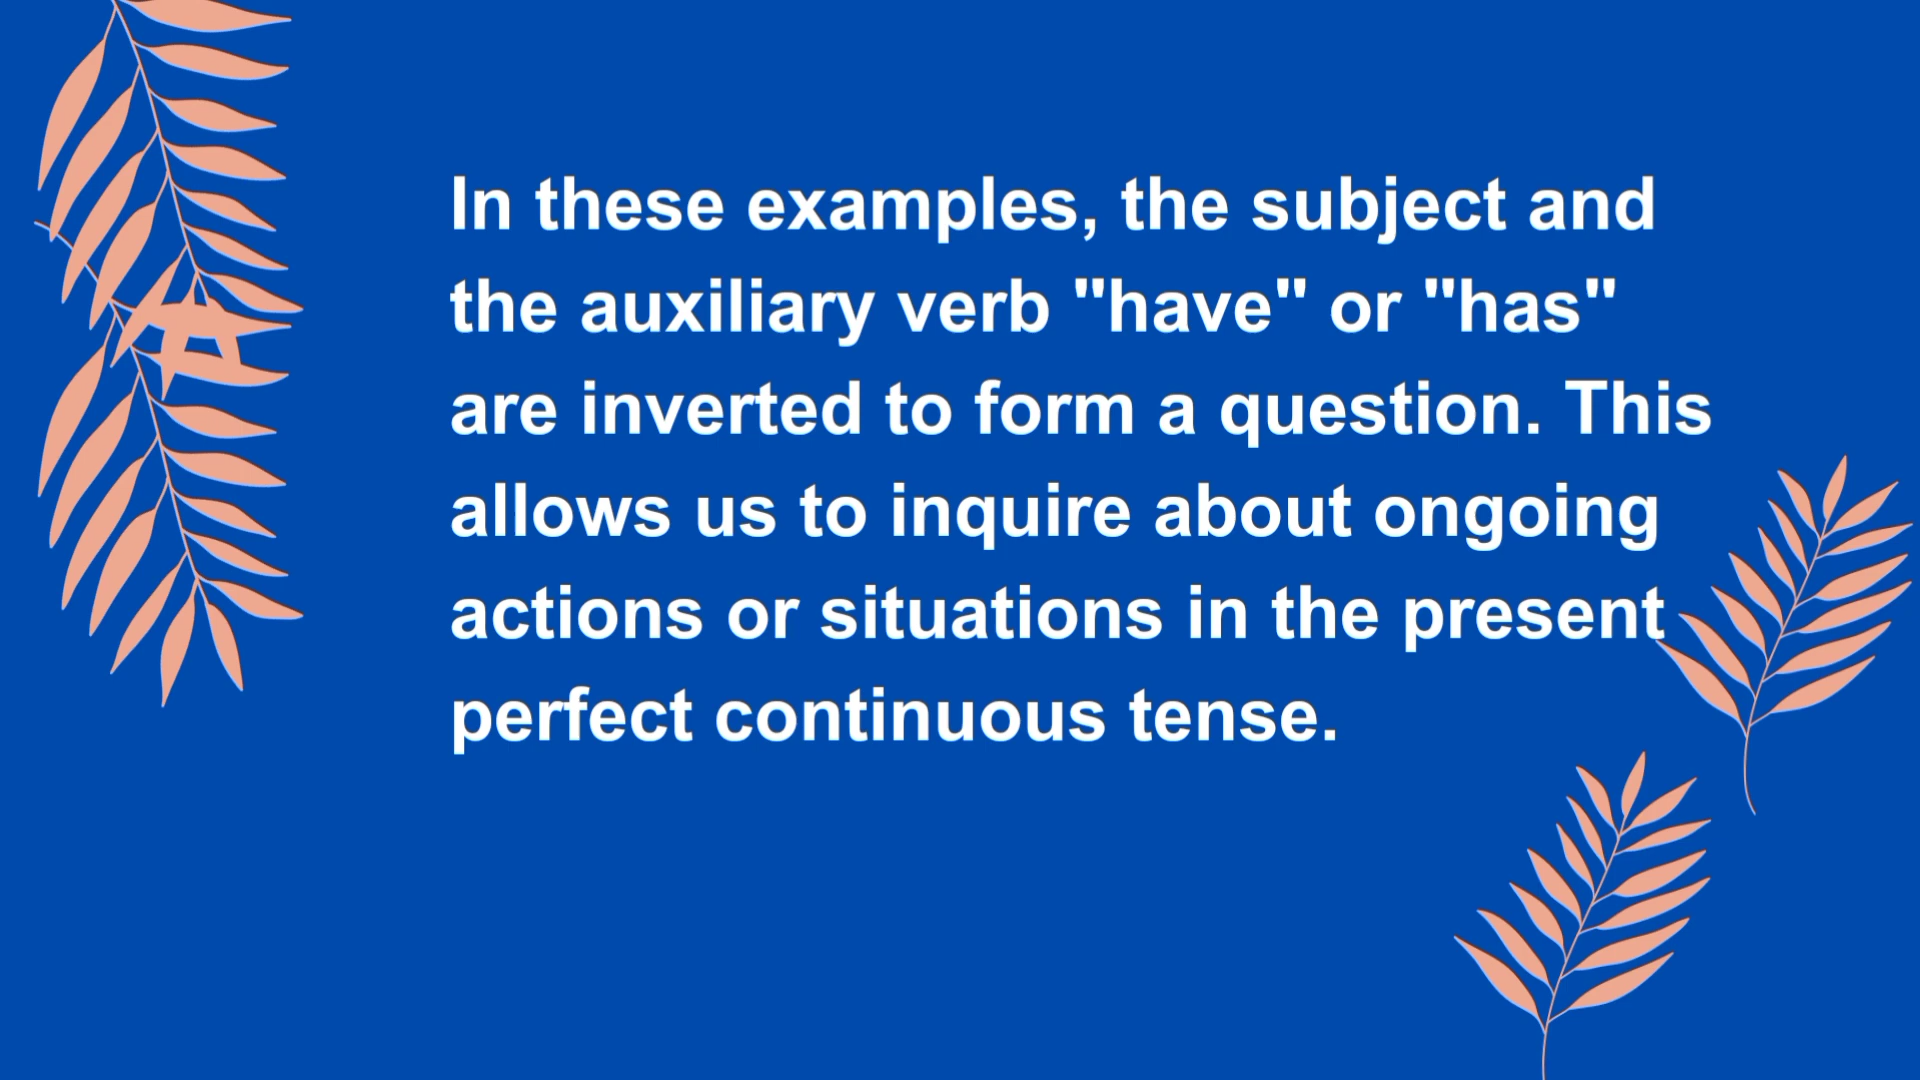 In these examples, the subject and
the auxiliary verb "have" or "has"
are inverted to form a question. This
allows us to inquire about ongoing
actions or situations in the present
perfect continuous tense.